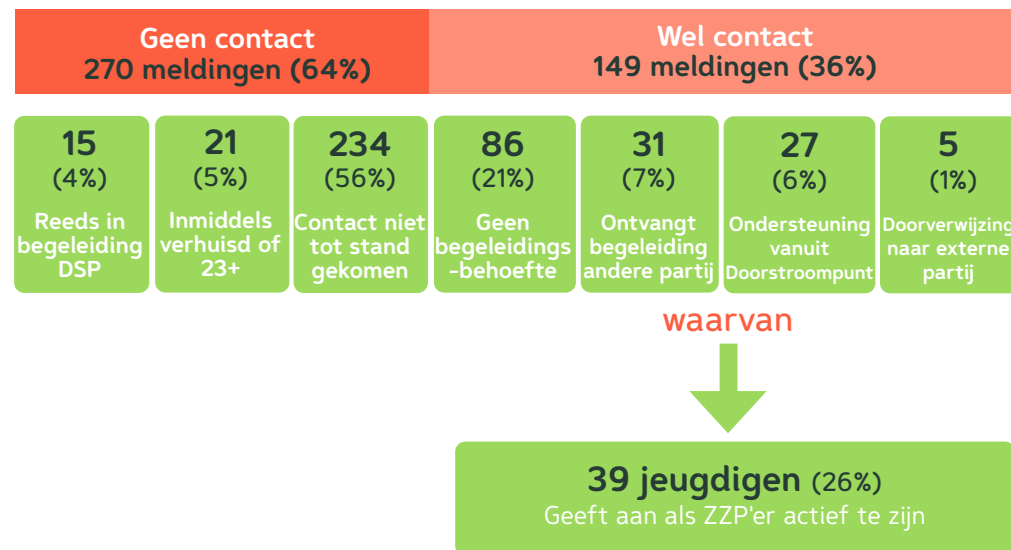 Geen contact
270 meldingen (64%)
Wel contact
149 meldingen (36%)
15
(4%)
Reeds in
begeleiding
DSP
21
(5%)
Inmiddels
verhuisd of
23+
234
(56%)
Contact niet
tot stand
gekomen
86
(21%)
Geen
begeleidings
-behoefte
31
(7%)
Ontvangt
begeleiding
andere partij
27
(6%)
Ondersteuning
vanuit
Doorstroompunt
5
(1%)
Doorverwijzing
naar externe
partij
waarvan
39 jeugdigen (26%)
Geeft aan als ZZP'er actief te zijn